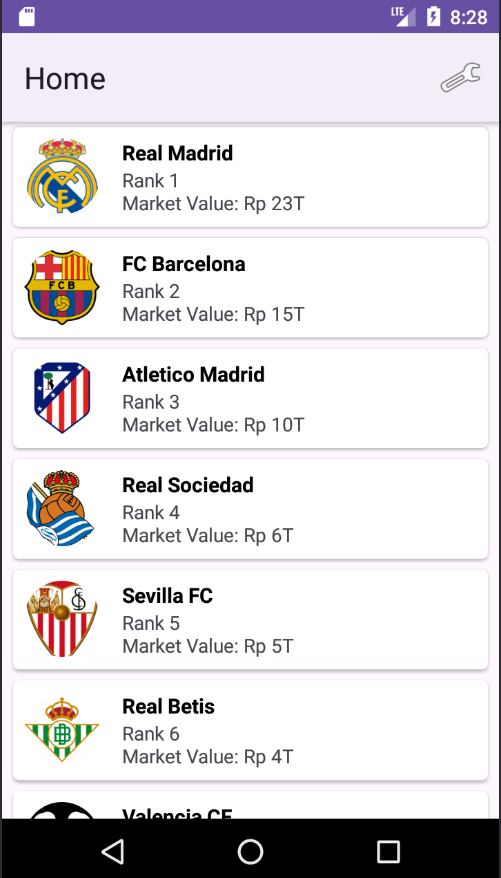 LTE 8:28
Home
Real Madrid
Rank 1
Market Value: Rp 23T
FCB
FC Barcelona
Rank 2
Market Value: Rp 15T
Atletico Madrid
Rank 3
Market Value: Rp 10T
Real Sociedad
Rank 4
Market Value: Rp 6T
Sevilla FC
Rank 5
Market Value: Rp 5T
Real Betis
Rank 6
Market Value: Rp 4T
Valencia CF